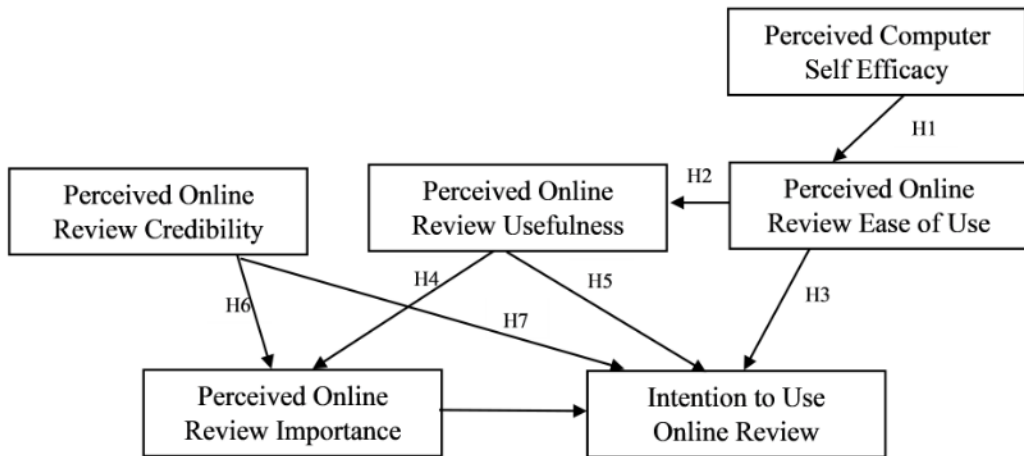 Perceived Computer
Self Efficacy
H1
Perceived Online
Review Credibility
Perceived Online
Review Usefulness
H2
Perceived Online
Review Ease of Use
H6
H4
H7
H5
H3
Perceived Online
Review Importance
Intention to Use
Online Review